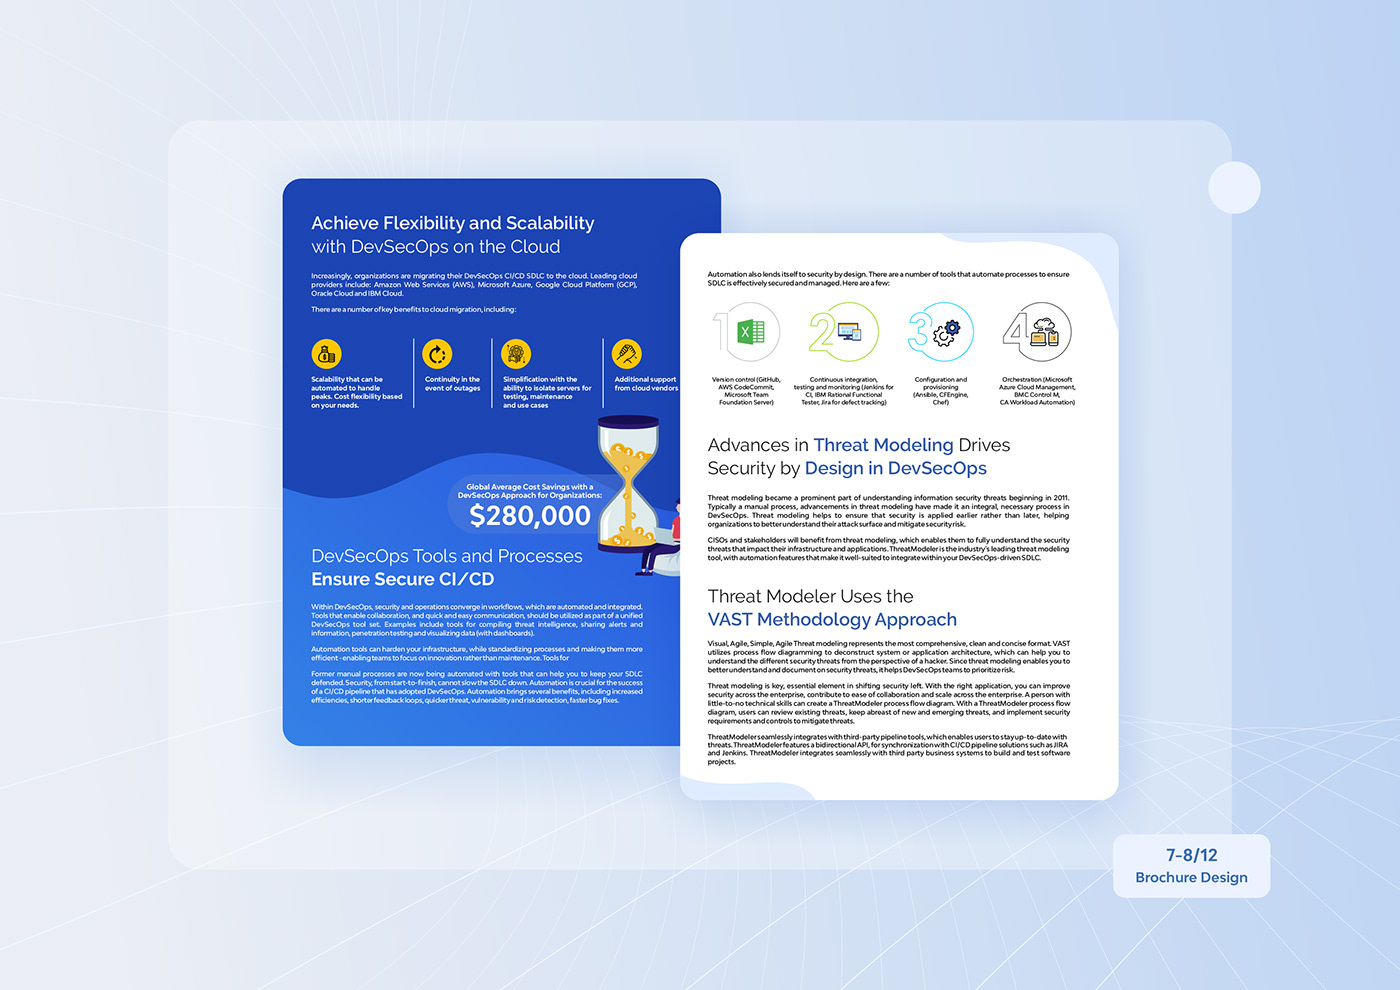 Achieve Flexibility and Scalability
with DevSecOps on the Cloud
Increasingly, organizations are migrating their DevSecOps CI/CD SDLC to the cloud. Leading cloud
providers include: Amazon Web Services (AWS), Microsoft Azure, Google Cloud Platform (GCP),
Oracle Cloud and IBM Cloud.
There are a number of key benefits to cloud migration, including:
Scalability that can be
automated to handle
peaks. Cost flexibility based
on your needs.
Continuity in the
event of outages
Simplification with the
ability to isolate servers for
testing, maintenance
and use cases
Additional support
from cloud vendors
Global Average Cost Savings with a
DevSecOps Approach for Organizations:
$280,000
DevSecOps Tools and Processes
Ensure Secure CI/CD
Within DevSecOps, security and operations converge in workflows, which are automated and integrated.
Tools that enable collaboration, and quick and easy communication, should be utilized as part of a unified
DevSecOps tool set. Examples include tools for compiling threat intelligence, sharing alerts and
information, penetration testing and visualizing data (with dashboards).
Automation tools can harden your infrastructure, while standardizing processes and making them more
efficient - enabling teams to focus on innovation rather than maintenance. Tools for
Former manual processes are now being automated with tools that can help you to keep your SDLC
defended. Security, from start-to-finish, cannot slow the SDLC down. Automation is crucial for the success
of a CI/CD pipeline that has adopted DevSecOps. Automation brings several benefits, including increased
efficiencies, shorter feedback loops, quicker threat, vulnerability and risk detection, faster bug fixes.
Automation also lends itself to security by design. There are a number of tools that automate processes to ensure
SDLC is effectively secured and managed. Here are a few:
1
X
2
3
4
Version control (GitHub,
AWS CodeCommit,
Microsoft Team
Foundation Server)
Continuous integration,
testing and monitoring (Jenkins for
CI, IBM Rational Functional
Tester, Jira for defect tracking)
Configuration and
provisioning
(Ansible, CFEngine,
Chef)
Orchestration (Microsoft
Azure Cloud Management,
BMC Control M,
CA Workload Automation)
Advances in Threat Modeling Drives
Security by Design in DevSecOps
Threat modeling became a prominent part of understanding information security threats beginning in 2011.
Typically a manual process, advancements in threat modeling have made it an integral, necessary process in
DevSecOps. Threat modeling helps to ensure that security is applied earlier rather than later, helping
organizations to better understand their attack surface and mitigate security risk.
CISOs and stakeholders will benefit from threat modeling, which enables them to fully understand the security
threats that impact their infrastructure and applications. ThreatModeler is the industry's leading threat modeling
tool, with automation features that make it well-suited to integrate within your DevSecOps-driven SDLC.
Threat Modeler Uses the
VAST Methodology Approach
Visual, Agile, Simple, Agile Threat modeling represents the most comprehensive, clean and concise format. VAST
utilizes process flow diagramming to deconstruct system or application architecture, which can help you to
understand the different security threats from the perspective of a hacker. Since threat modeling enables you to
better understand and document on security threats, it helps DevSecOps teams to prioritize risk.
Threat modeling is key, essential element in shifting security left. With the right application, you can improve
security across the enterprise, contribute to ease of collaboration and scale across the enterprise. A person with
little-to-no technical skills can create a ThreatModeler process flow diagram. With a ThreatModeler process flow
diagram, users can review existing threats, keep abreast of new and emerging threats, and implement security
requirements and controls to mitigate threats.
ThreatModeler seamlessly integrates with third-party pipeline tools, which enables users to stay up-to-date with
threats. ThreatModeler features a bidirectional API, for synchronization with CI/CD pipeline solutions such as JIRA
and Jenkins. ThreatModeler integrates seamlessly with third party business systems to build and test software
projects.
7-8/12
Brochure Design